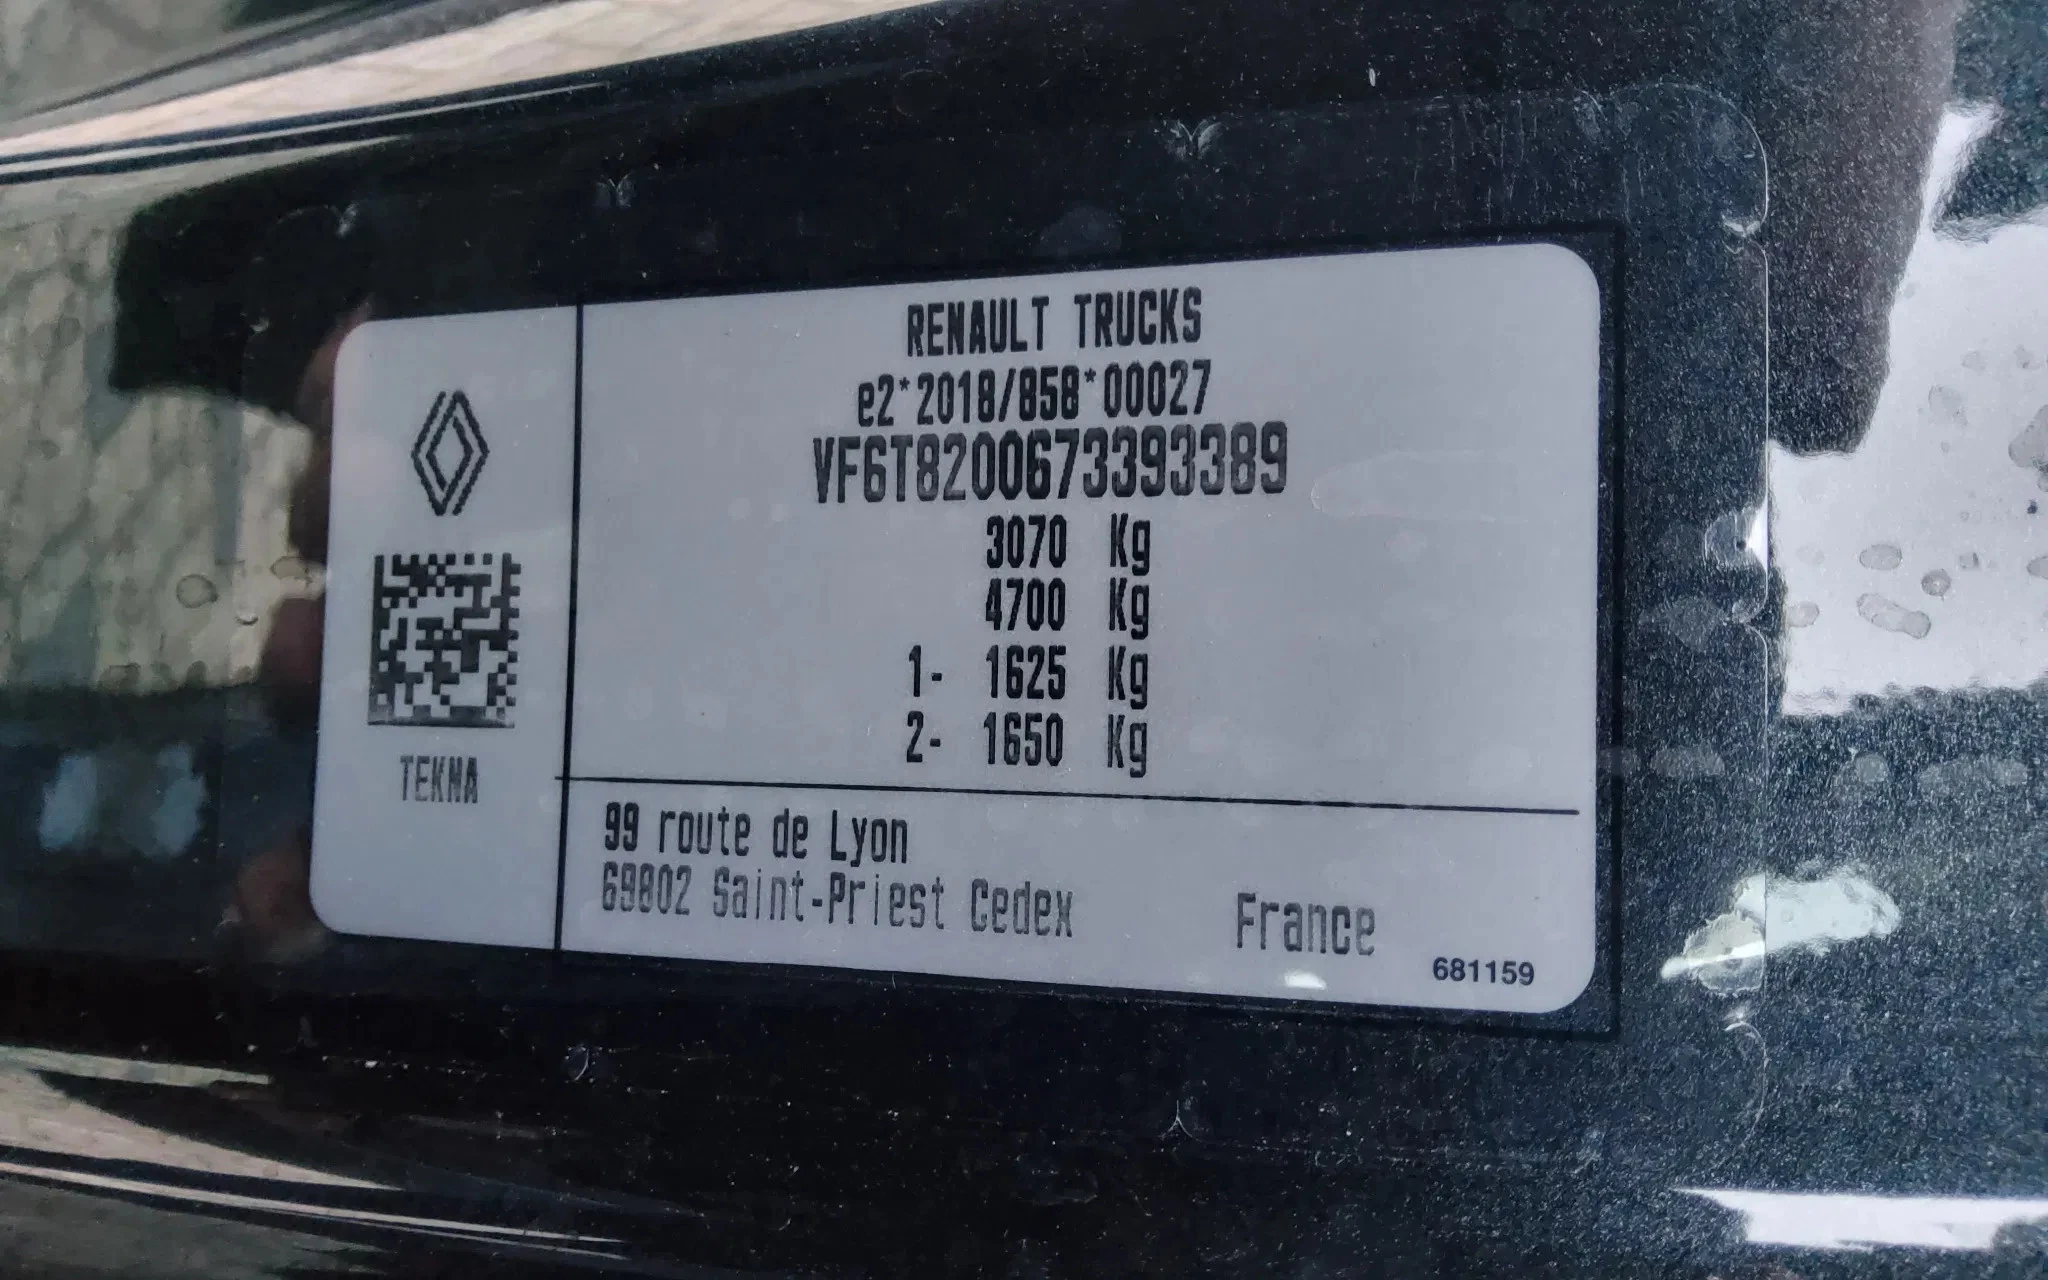 RENAULT TRUCKS
e2*2018/858*00027
VF6T8200673393389
3070 Kg
4700 Kg
1- 1625 Kg
2- 1650 Kg
TEKNA
99 route de Lyon
69802 Saint-Priest Cedex France
681159